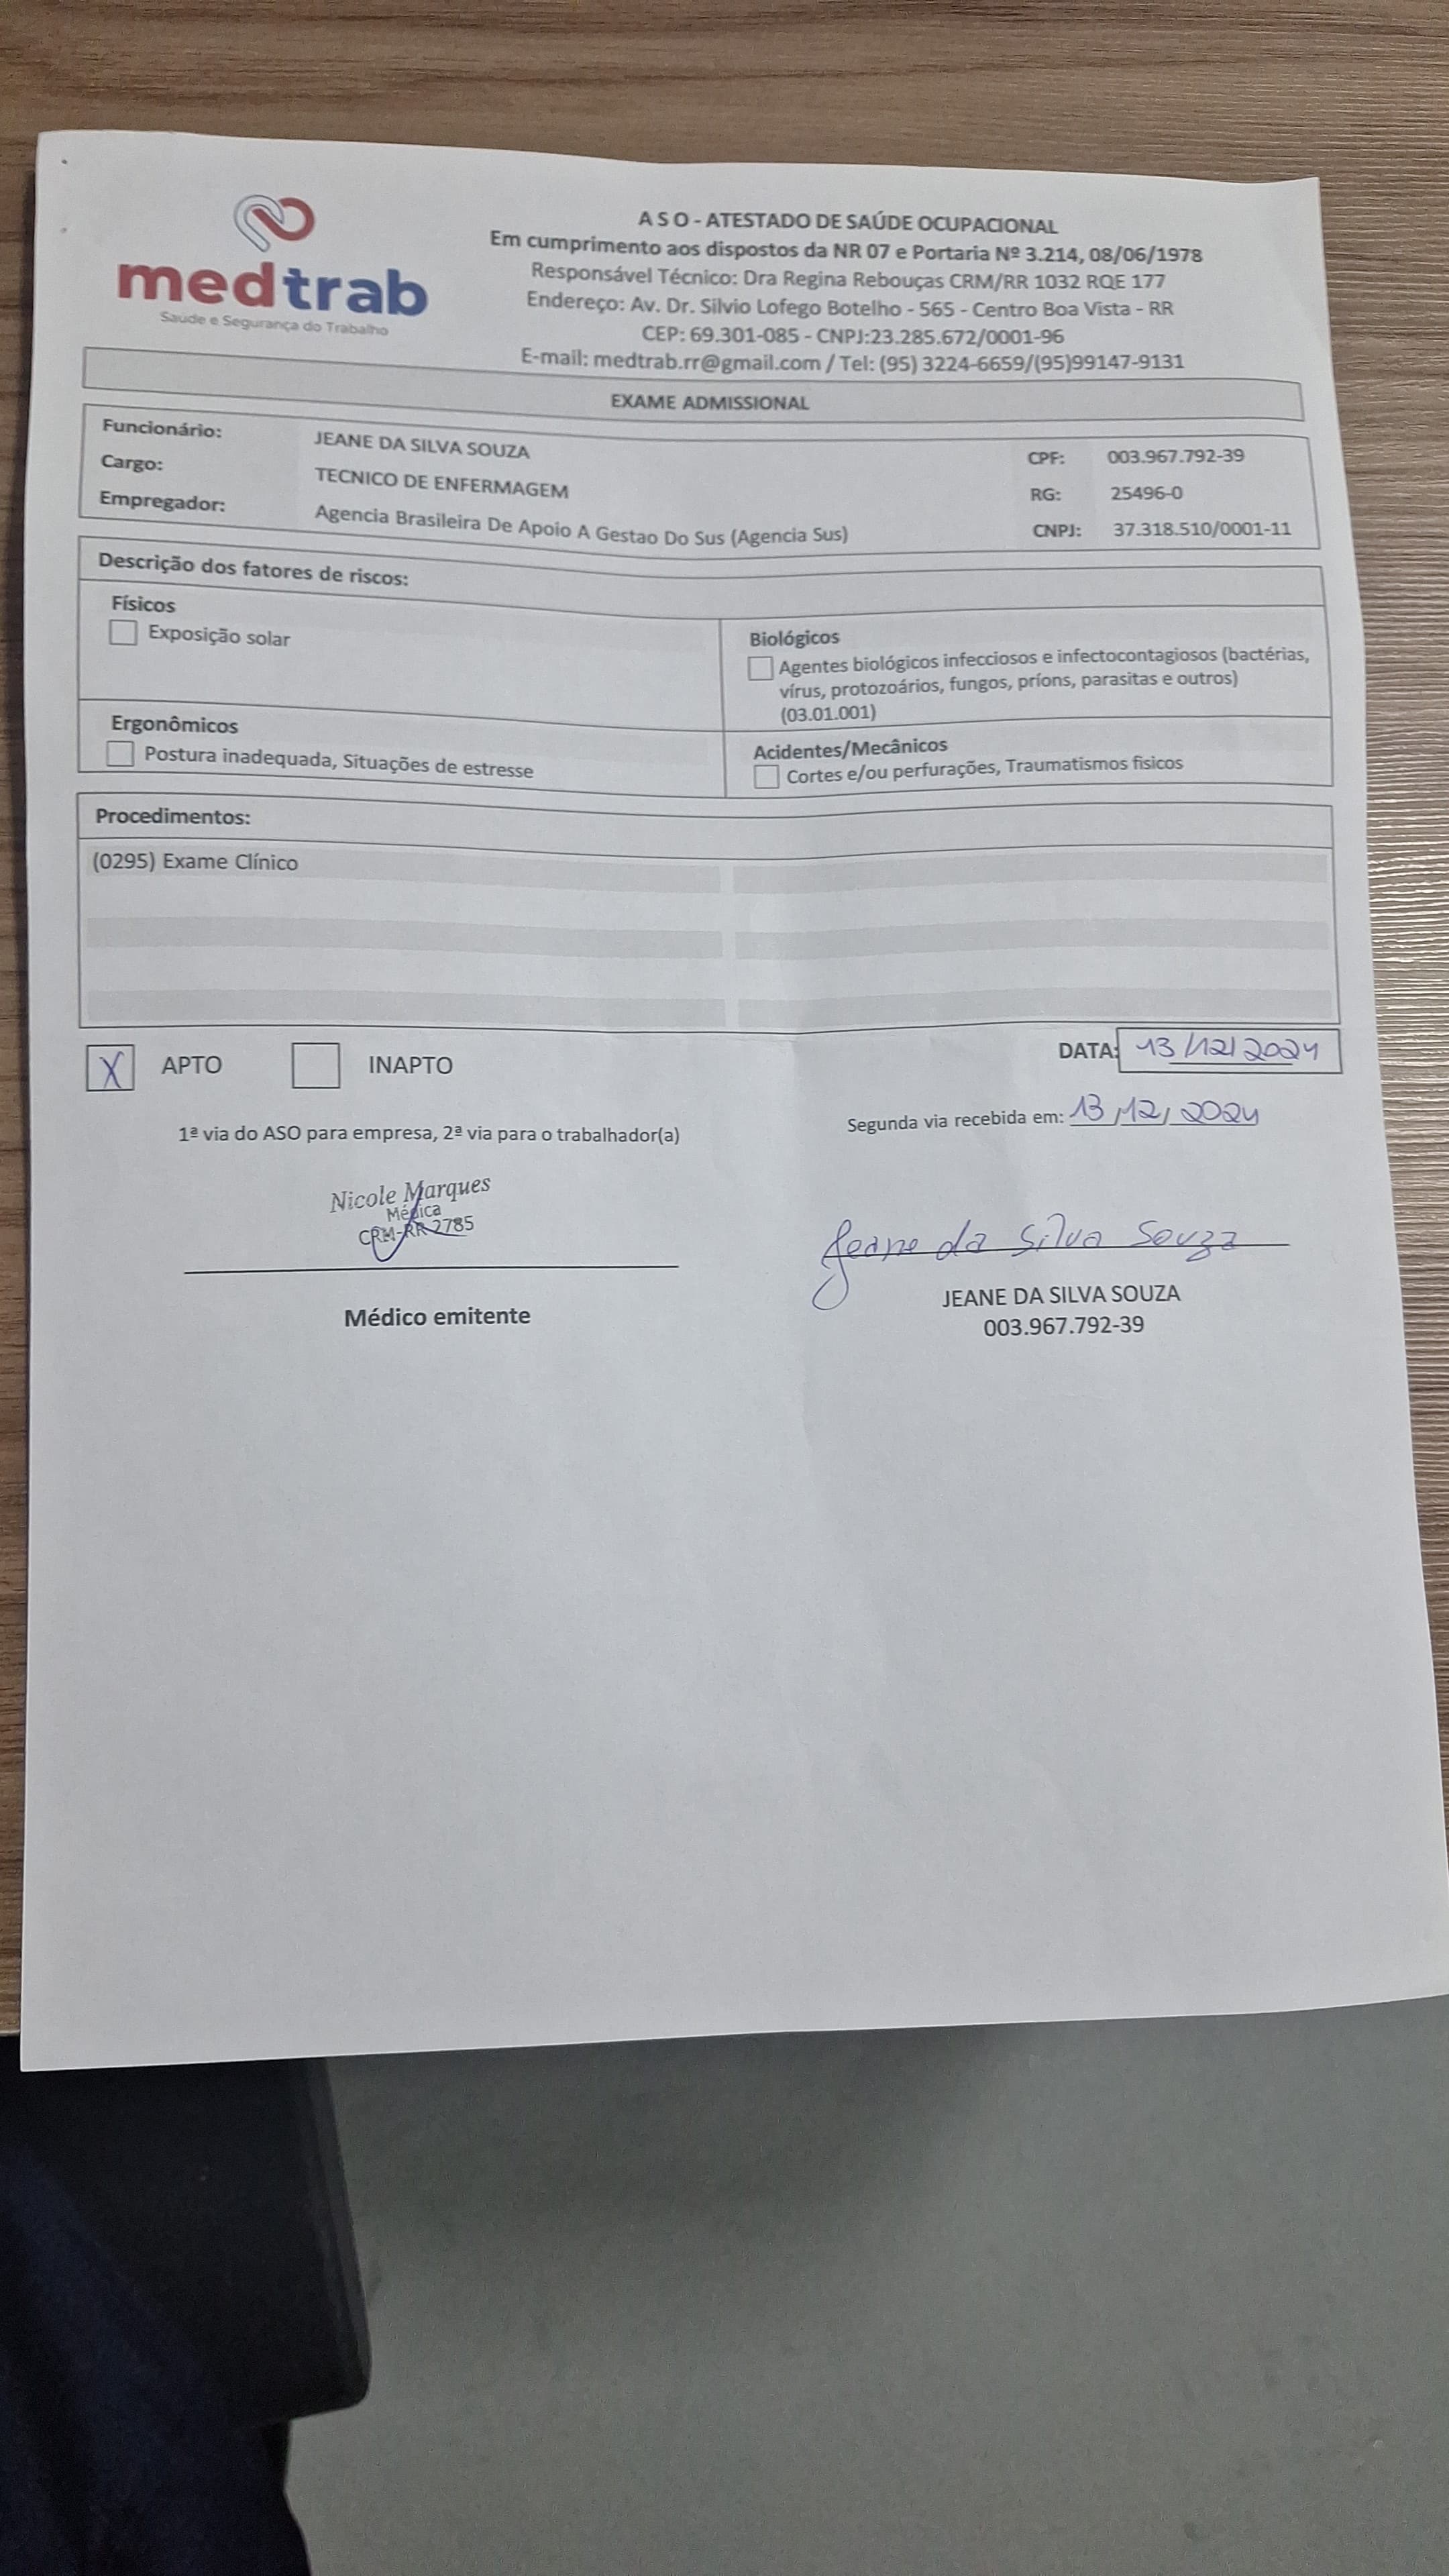 medtrab
Saúde e Segurança do Trabalho
A S O - ATESTADO DE SAÚDE OCUPACIONAL
Em cumprimento aos dispostos da NR 07 e Portaria Nº 3.214, 08/06/1978
Responsável Técnico: Dra Regina Rebouças CRM/RR 1032 RQE 177
Endereço: Av. Dr. Silvio Lofego Botelho - 565 - Centro Boa Vista - RR
CEP: 69.301-085 - CNPJ:23.285.672/0001-96
E-mail: medtrab.rr@gmail.com / Tel: (95) 3224-6659/(95)99147-9131
EXAME ADMISSIONAL
Funcionário: JEANE DA SILVA SOUZA CPF: 003.967.792-39
Cargo: TECNICO DE ENFERMAGEM RG: 25496-0
Empregador: Agencia Brasileira De Apoio A Gestao Do Sus (Agencia Sus) CNPJ: 37.318.510/0001-11
Descrição dos fatores de riscos:
Físicos
Exposição solar
Biológicos
Agentes biológicos infecciosos e infectocontagiosos (bactérias,
vírus, protozoários, fungos, príons, parasitas e outros)
(03.01.001)
Ergonômicos
Postura inadequada, Situações de estresse
Acidentes/Mecânicos
Cortes e/ou perfurações, Traumatismos fisicos
Procedimentos:
(0295) Exame Clínico
X APTO INAPTO DATA: 13/12/2024
1ª via do ASO para empresa, 2ª via para o trabalhador(a) Segunda via recebida em: 13/12/2024
Nicole Marques
Médica
CRM-RR 2785
Médico emitente
Jeane da Silva Souza
JEANE DA SILVA SOUZA
003.967.792-39